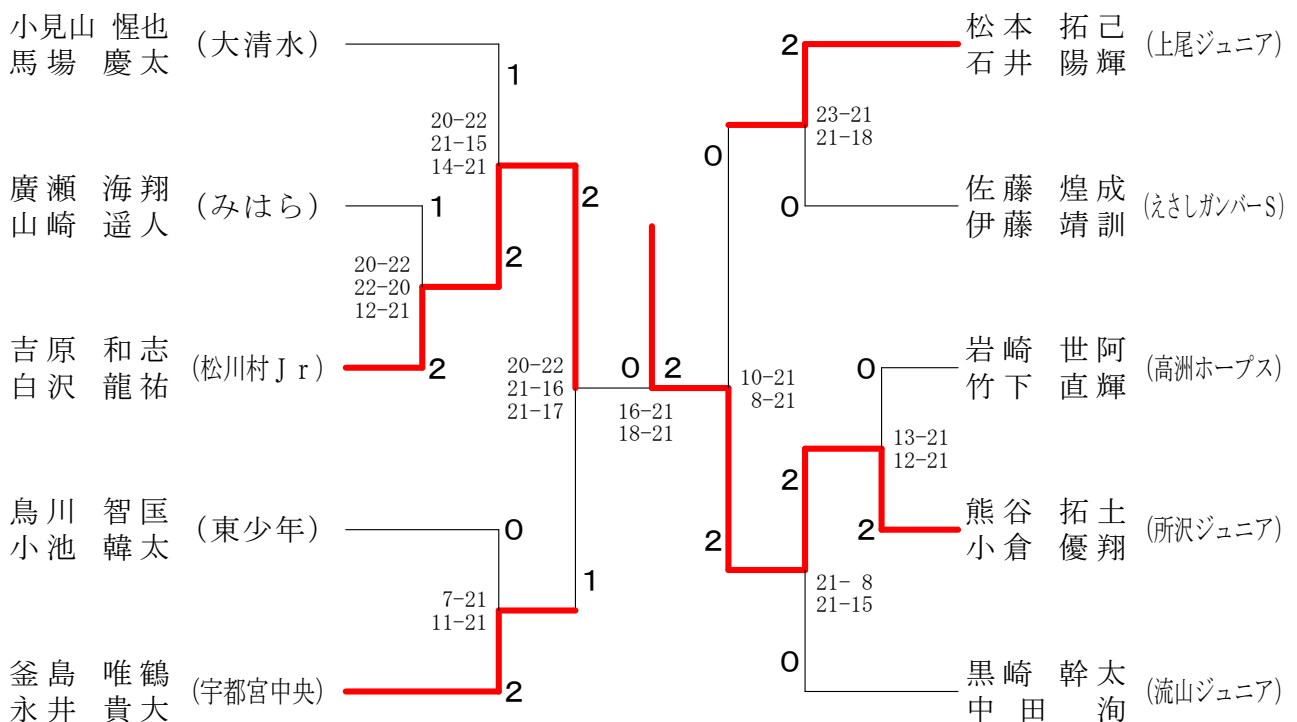 小見山 惺也
馬場 慶太
(大清水)
1
20-22
21-15
14-21
廣瀬 海翔
山崎 遥人
(みはら)
1
2
2
20-22
22-20
12-21
吉原 和志
白沢 龍祐
(松川村Ｊｒ)
2
20-22
21-16
21-17
0
2
16-21
18-21
鳥川 智匡
小池 韓太
(東少年)
0
1
7-21
11-21
釜島 唯鶴
永井 貴大
(宇都宮中央)
2
2
松本 拓己
石井 陽輝
(上尾ジュニア)
23-21
21-18
0
0
佐藤 煌成
伊藤 靖訓
(えさしガンバーS)
岩崎 世阿
竹下 直輝
(高洲ホープス)
0
10-21
8-21
13-21
12-21
2
2
2
熊谷 拓土
小倉 優翔
(所沢ジュニア)
21- 8
21-15
0
黒崎 幹太
中田 洵
(流山ジュニア)